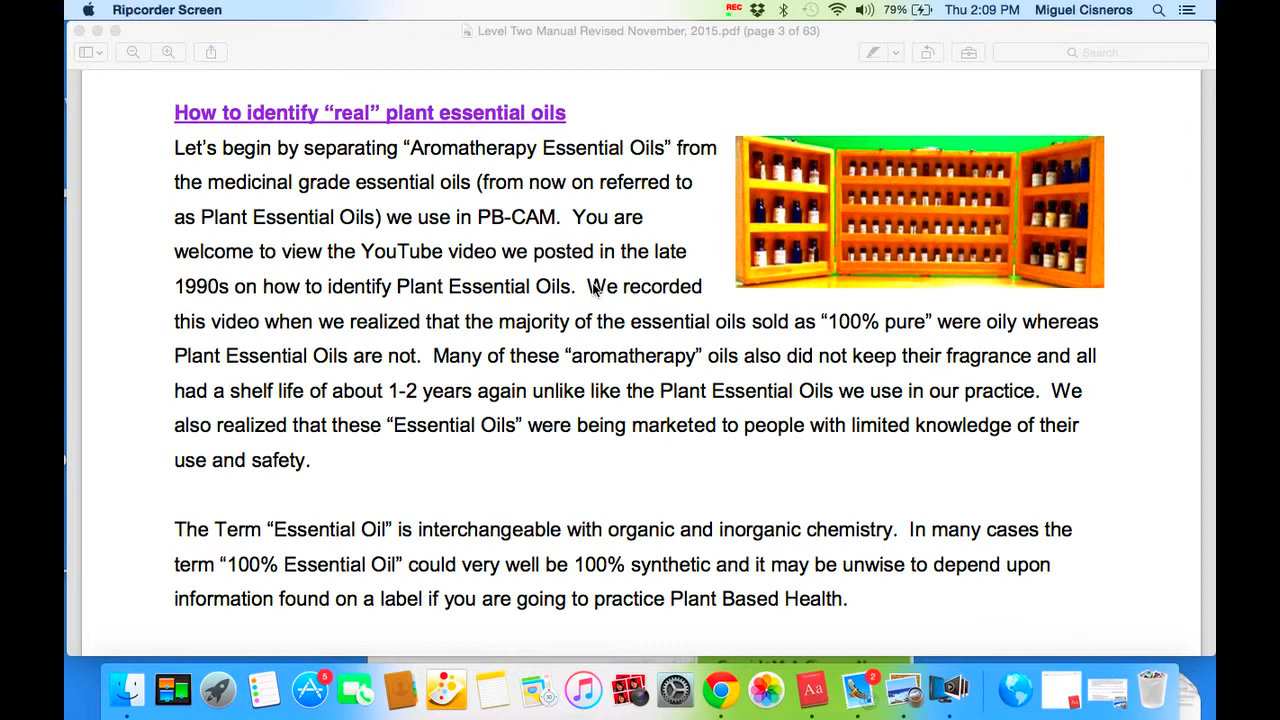 Ripcorder Screen
REC
79%
Thu 2:09 PM
Miguel Cisneros
Level Two Manual Revised November, 2015.pdf (page 3 of 63)
Search...
How to identify “real” plant essential oils
Let’s begin by separating “Aromatherapy Essential Oils” from
the medicinal grade essential oils (from now on referred to
as Plant Essential Oils) we use in PB-CAM. You are
welcome to view the YouTube video we posted in the late
1990s on how to identify Plant Essential Oils. We recorded
this video when we realized that the majority of the essential oils sold as “100% pure” were oily whereas
Plant Essential Oils are not. Many of these “aromatherapy” oils also did not keep their fragrance and all
had a shelf life of about 1-2 years again unlike like the Plant Essential Oils we use in our practice. We
also realized that these “Essential Oils” were being marketed to people with limited knowledge of their
use and safety.
The Term “Essential Oil” is interchangeable with organic and inorganic chemistry. In many cases the
term “100% Essential Oil” could very well be 100% synthetic and it may be unwise to depend upon
information found on a label if you are going to practice Plant Based Health.
5
Aa
2